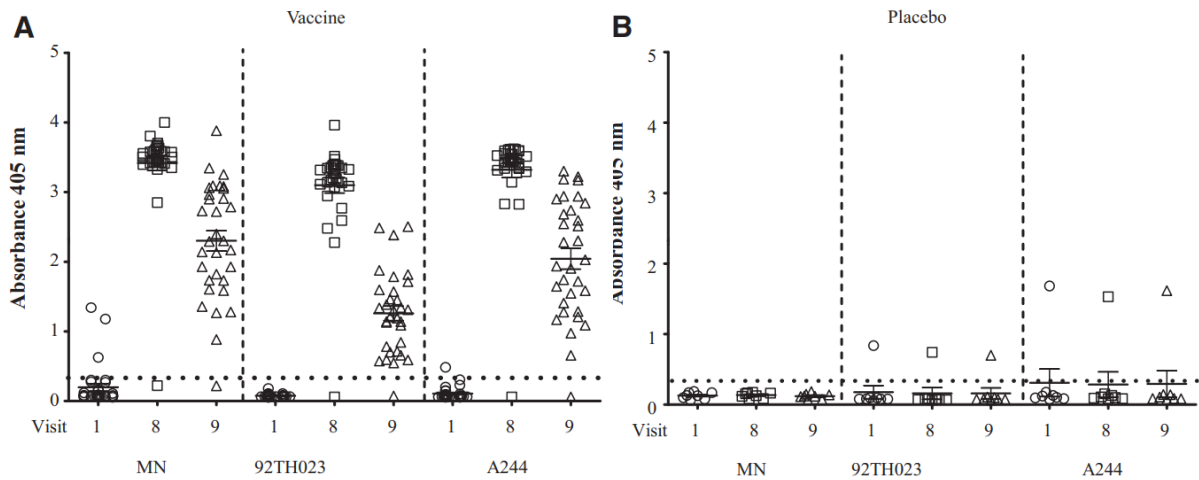 A
Vaccine
Absorbance 405 nm
5
4
3
2
1
0
Visit 1 8 9 1 8 9 1 8 9
MN 92TH023 A244
B
Placebo
Absorbance 405 nm
5
4
3
2
1
0
Visit 1 8 9 1 8 9 1 8 9
MN 92TH023 A244